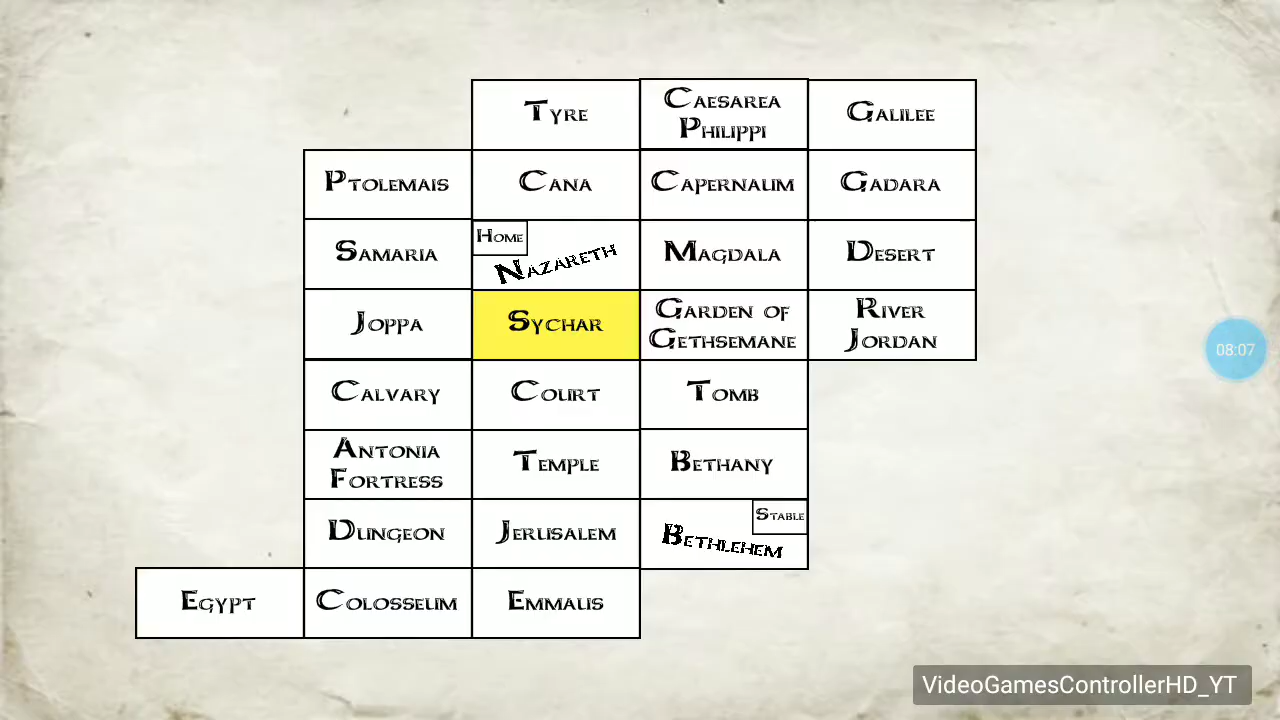 Tyre
Caesarea
Philippi
Galilee
Ptolemais
Cana
Capernaum
Gadara
Samaria
Home
Nazareth
Magdala
Desert
Joppa
Sychar
Garden of
Gethsemane
River
Jordan
08:07
Calvary
Court
Tomb
Antonia
Fortress
Temple
Bethany
Dungeon
Jerusalem
Stable
Bethlehem
Egypt
Colosseum
Emmaus
VideoGamesControllerHD_YT